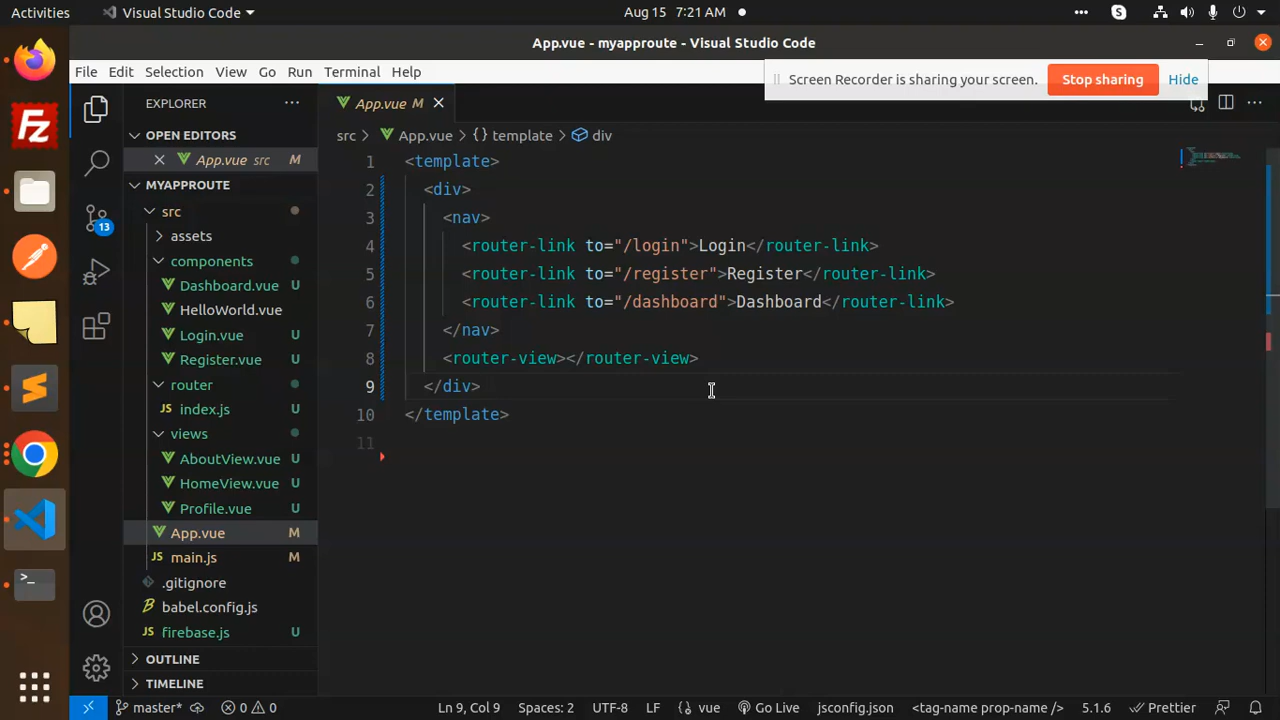 Activities
Visual Studio Code
Aug 15 7:21 AM
App.vue - myapproute - Visual Studio Code
File Edit Selection View Go Run Terminal Help
Screen Recorder is sharing your screen. Stop sharing Hide
EXPLORER
App.vue M
OPEN EDITORS
App.vue src M
MYAPPROUTE
src
assets
components
Dashboard.vue U
HelloWorld.vue
Login.vue U
Register.vue U
router
index.js U
views
AboutView.vue U
HomeView.vue U
Profile.vue U
App.vue M
JS main.js M
.gitignore
babel.config.js
JS firebase.js U
OUTLINE
TIMELINE
13
src > App.vue > {} template > div
1 <template>
2 <div>
3 <nav>
4 <router-link to="/login">Login</router-link>
5 <router-link to="/register">Register</router-link>
6 <router-link to="/dashboard">Dashboard</router-link>
7 </nav>
8 <router-view></router-view>
9 </div>
10 </template>
11
master* 0 0 Ln 9, Col 9 Spaces: 2 UTF-8 LF {} vue Go Live jsconfig.json <tag-name prop-name /> 5.1.6 Prettier